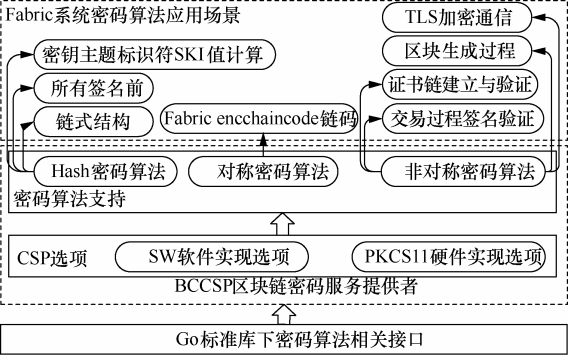 Fabric系统密码算法应用场景
TLS加密通信
密钥主题标识符SKI值计算
区块生成过程
所有签名前
证书链建立与验证
链式结构
Fabric encchaincode链码
交易过程签名验证
Hash密码算法
对称密码算法
非对称密码算法
密码算法支持
CSP选项
SW软件实现选项
PKCS11硬件实现选项
BCCSP区块链密码服务提供者
Go标准库下密码算法相关接口